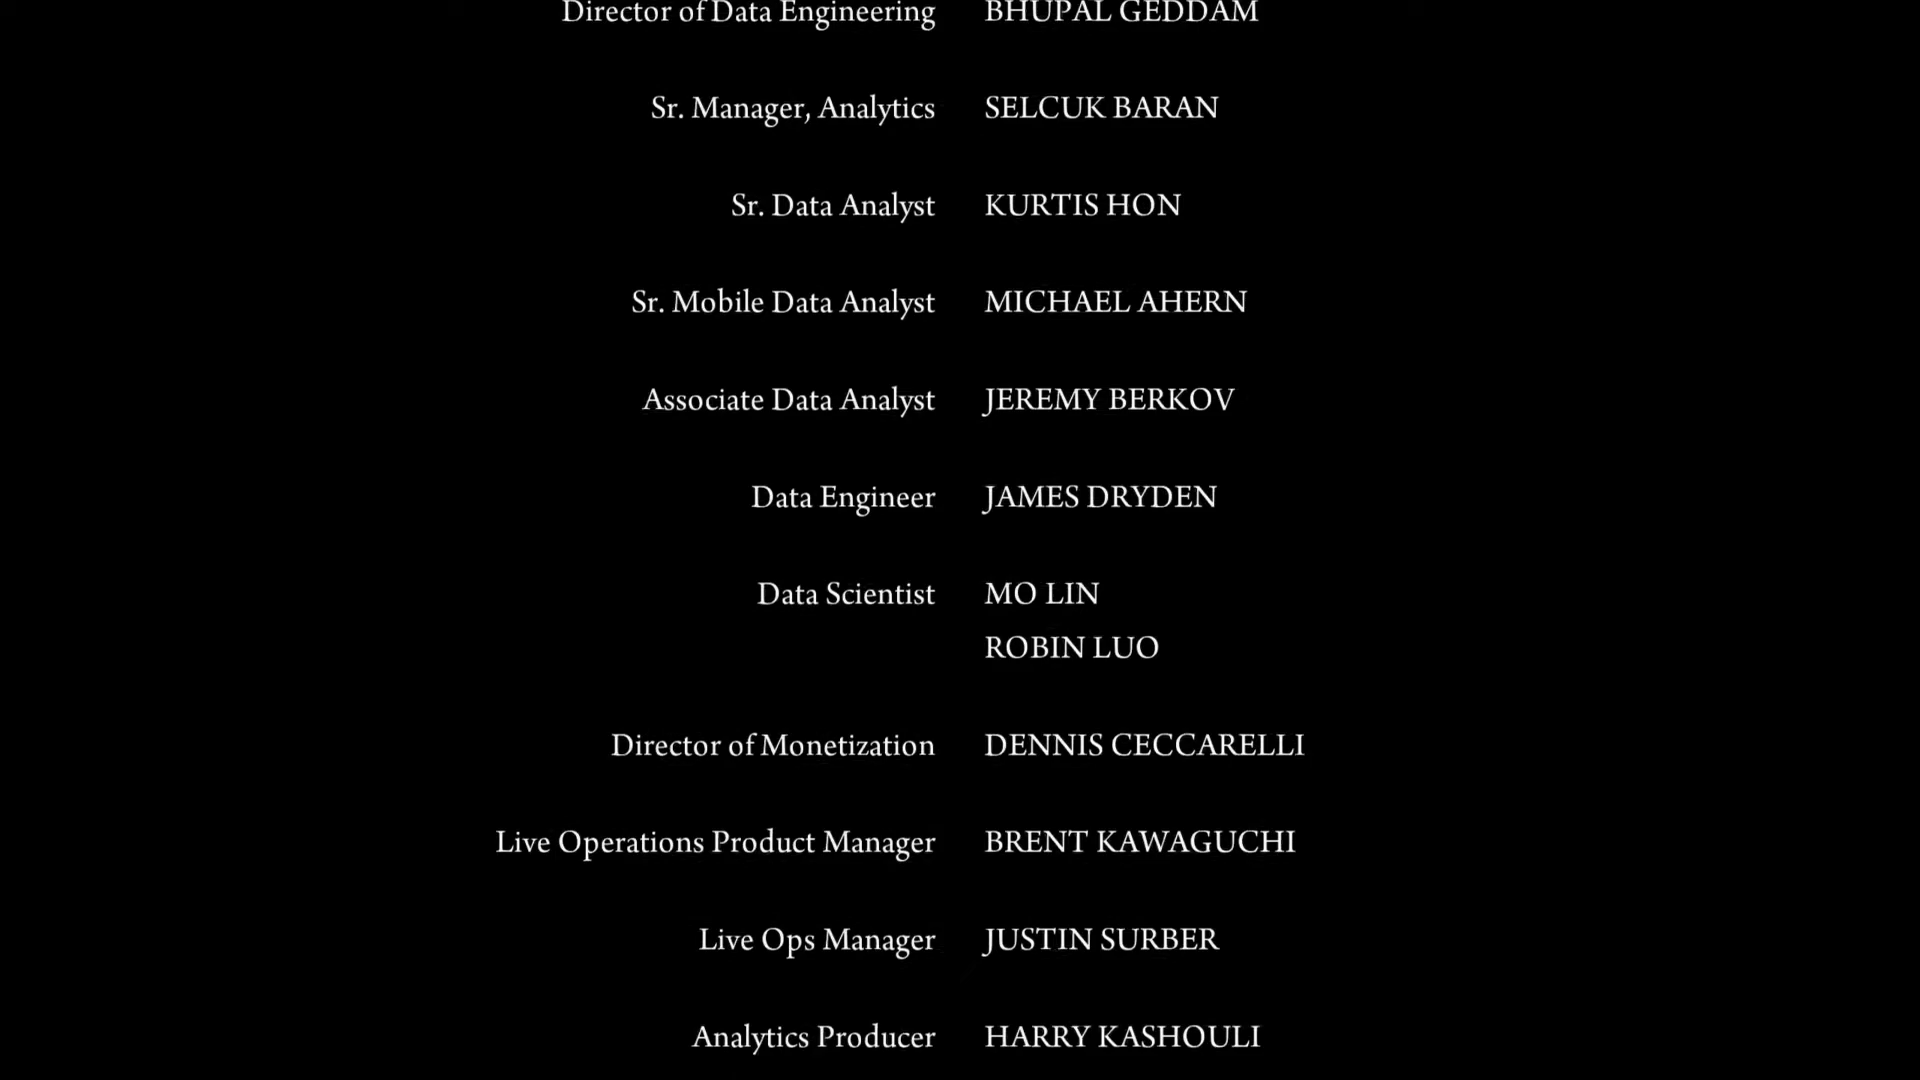 Director of Data Engineering BHUPAL GEDDAM
Sr. Manager, Analytics SELCUK BARAN
Sr. Data Analyst KURTIS HON
Sr. Mobile Data Analyst MICHAEL AHERN
Associate Data Analyst JEREMY BERKOV
Data Engineer JAMES DRYDEN
Data Scientist MO LIN
ROBIN LUO
Director of Monetization DENNIS CECCARELLI
Live Operations Product Manager BRENT KAWAGUCHI
Live Ops Manager JUSTIN SURBER
Analytics Producer HARRY KASHOULI